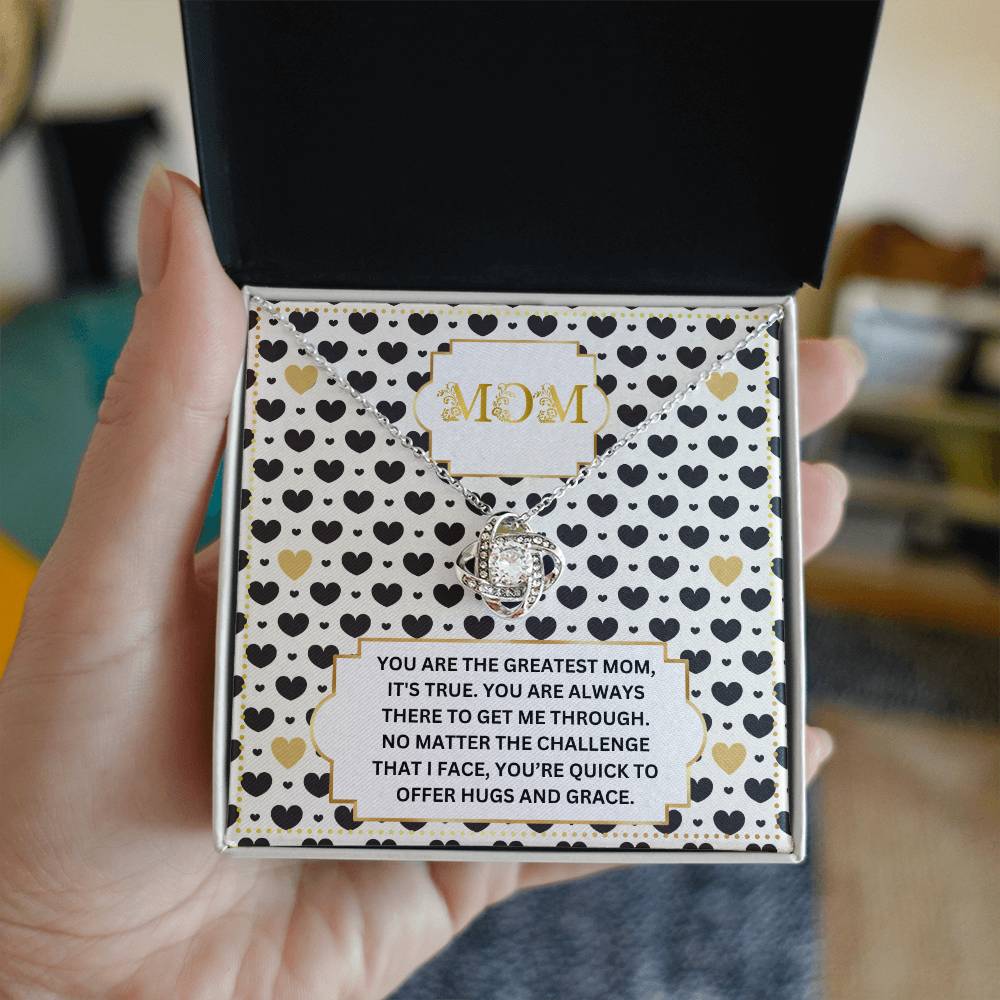 MOM
YOU ARE THE GREATEST MOM,
IT'S TRUE. YOU ARE ALWAYS
THERE TO GET ME THROUGH.
NO MATTER THE CHALLENGE
THAT I FACE, YOU’RE QUICK TO
OFFER HUGS AND GRACE.